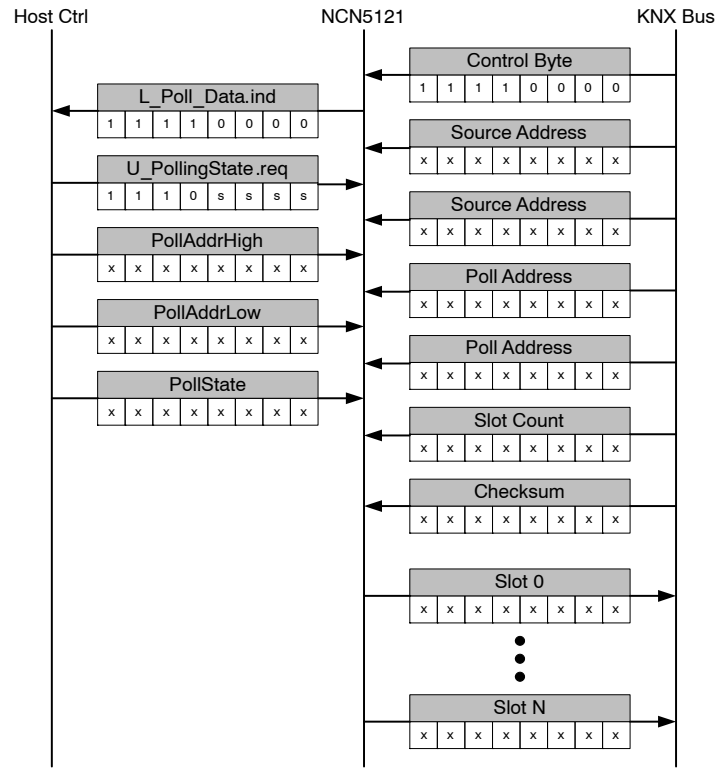 Host Ctrl NCN5121 KNX Bus
Control Byte
1 1 1 1 0 0 0 0
L_Poll_Data.ind
1 1 1 1 0 0 0 0
Source Address
x x x x x x x x
U_PollingState.req
1 1 1 0 s s s s
Source Address
x x x x x x x x
PollAddrHigh
x x x x x x x x
Poll Address
x x x x x x x x
PollAddrLow
x x x x x x x x
Poll Address
x x x x x x x x
PollState
x x x x x x x x
Slot Count
x x x x x x x x
Checksum
x x x x x x x x
Slot 0
x x x x x x x x
Slot N
x x x x x x x x